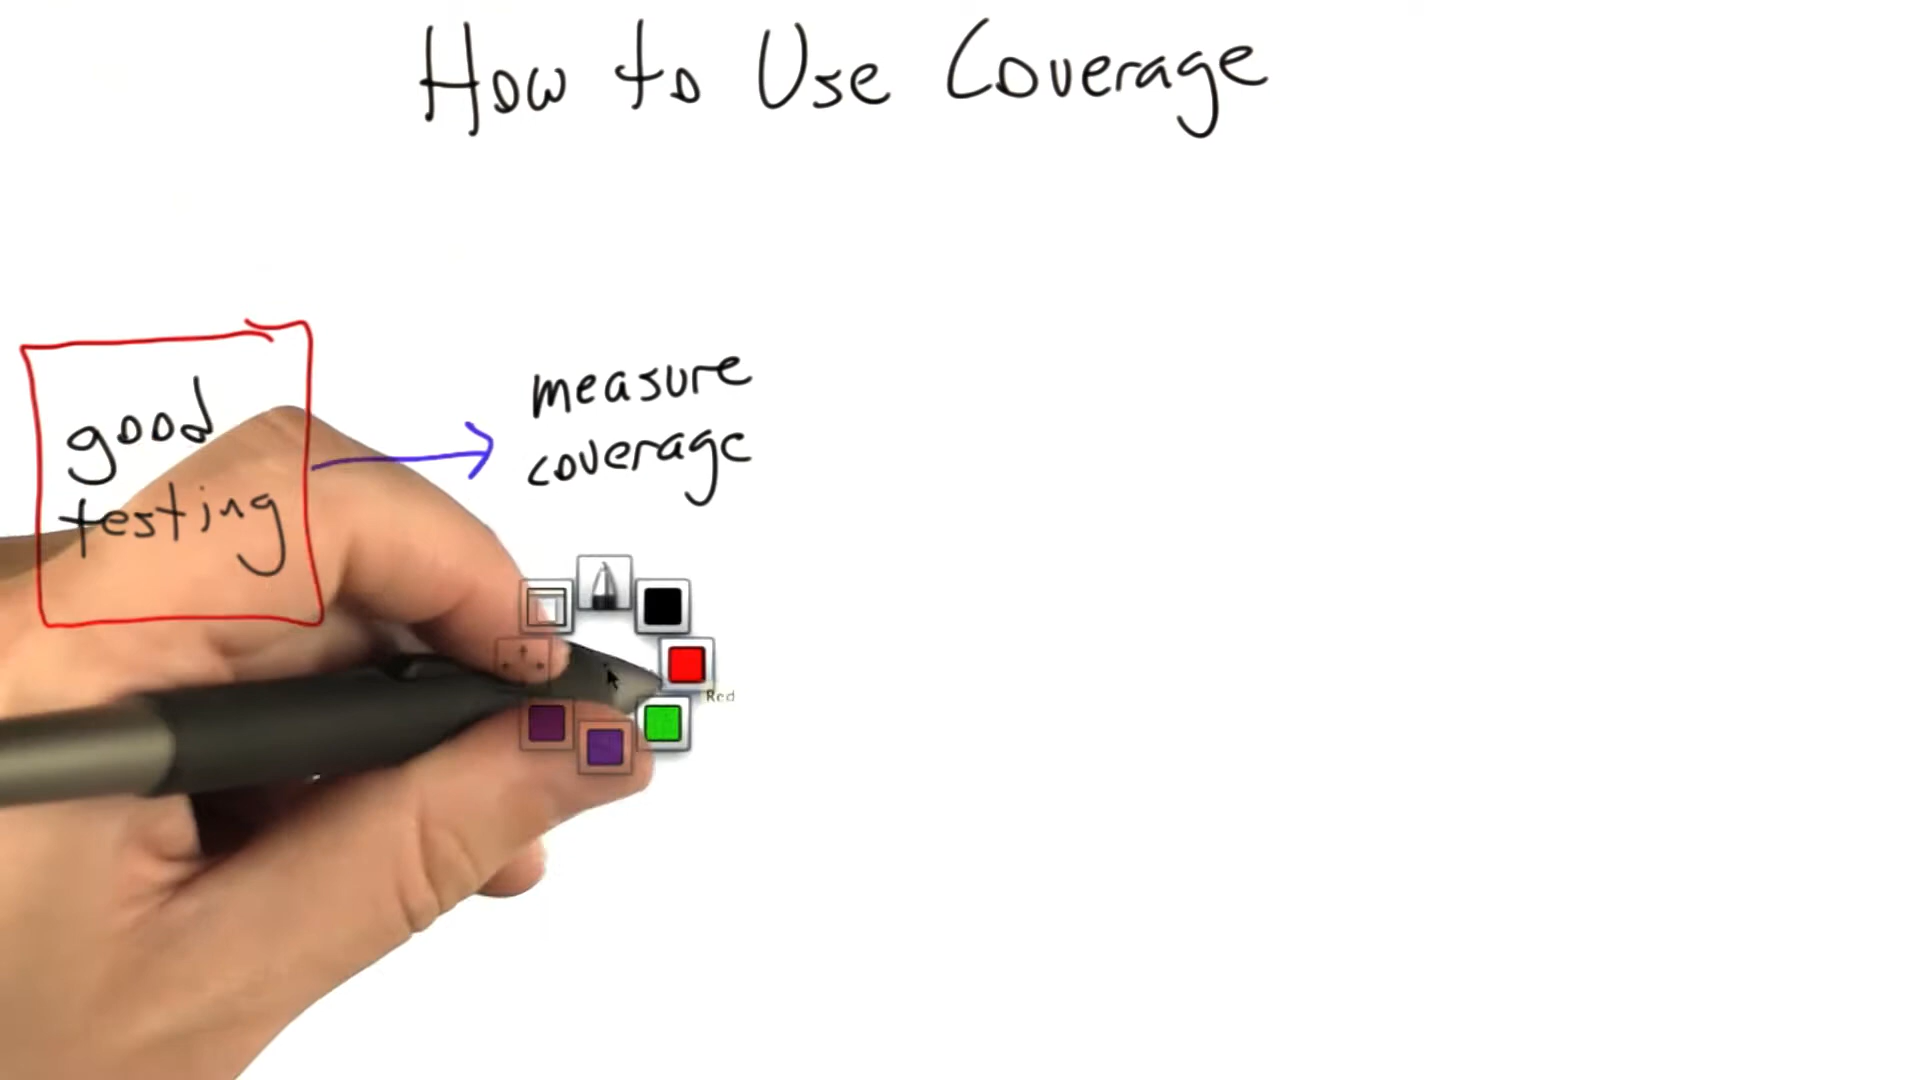 How to Use Coverage
good
testing
measure
coverage
Red